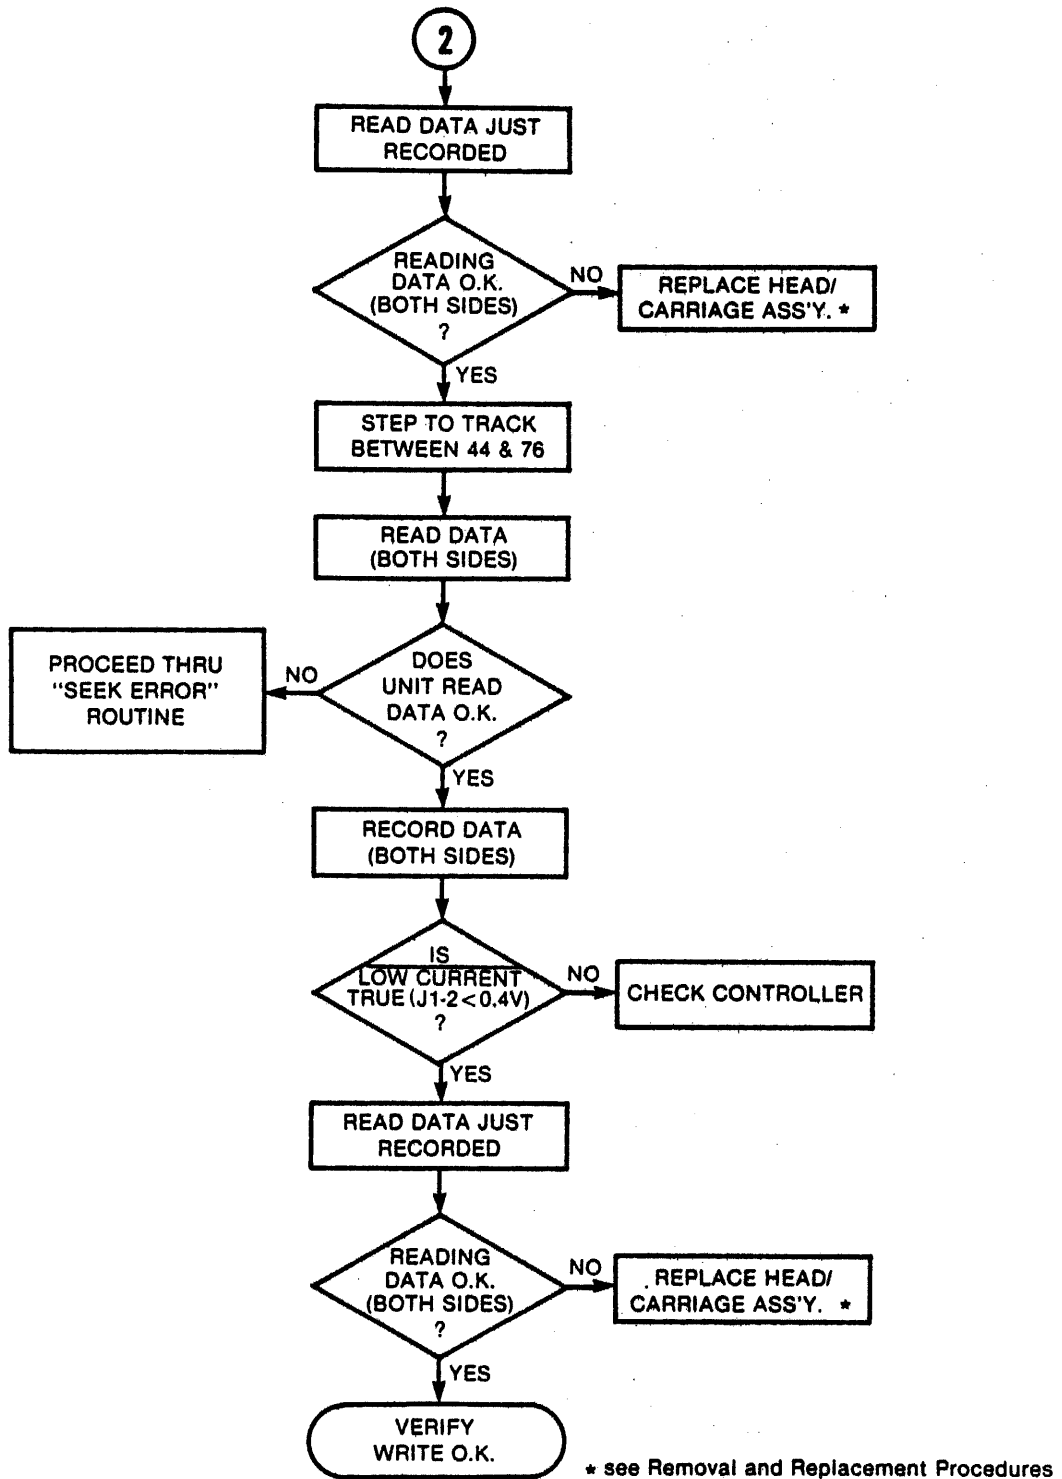 2
READ DATA JUST
RECORDED
READING
DATA O.K.
(BOTH SIDES)
?
NO
REPLACE HEAD/
CARRIAGE ASS'Y. *
YES
STEP TO TRACK
BETWEEN 44 & 76
READ DATA
(BOTH SIDES)
DOES
UNIT READ
DATA O.K.
?
NO
PROCEED THRU
"SEEK ERROR"
ROUTINE
YES
RECORD DATA
(BOTH SIDES)
IS
LOW CURRENT
TRUE (J1-2<0.4V)
?
NO
CHECK CONTROLLER
YES
READ DATA JUST
RECORDED
READING
DATA O.K.
(BOTH SIDES)
?
NO
REPLACE HEAD/
CARRIAGE ASS'Y. *
YES
VERIFY
WRITE O.K.
* see Removal and Replacement Procedures